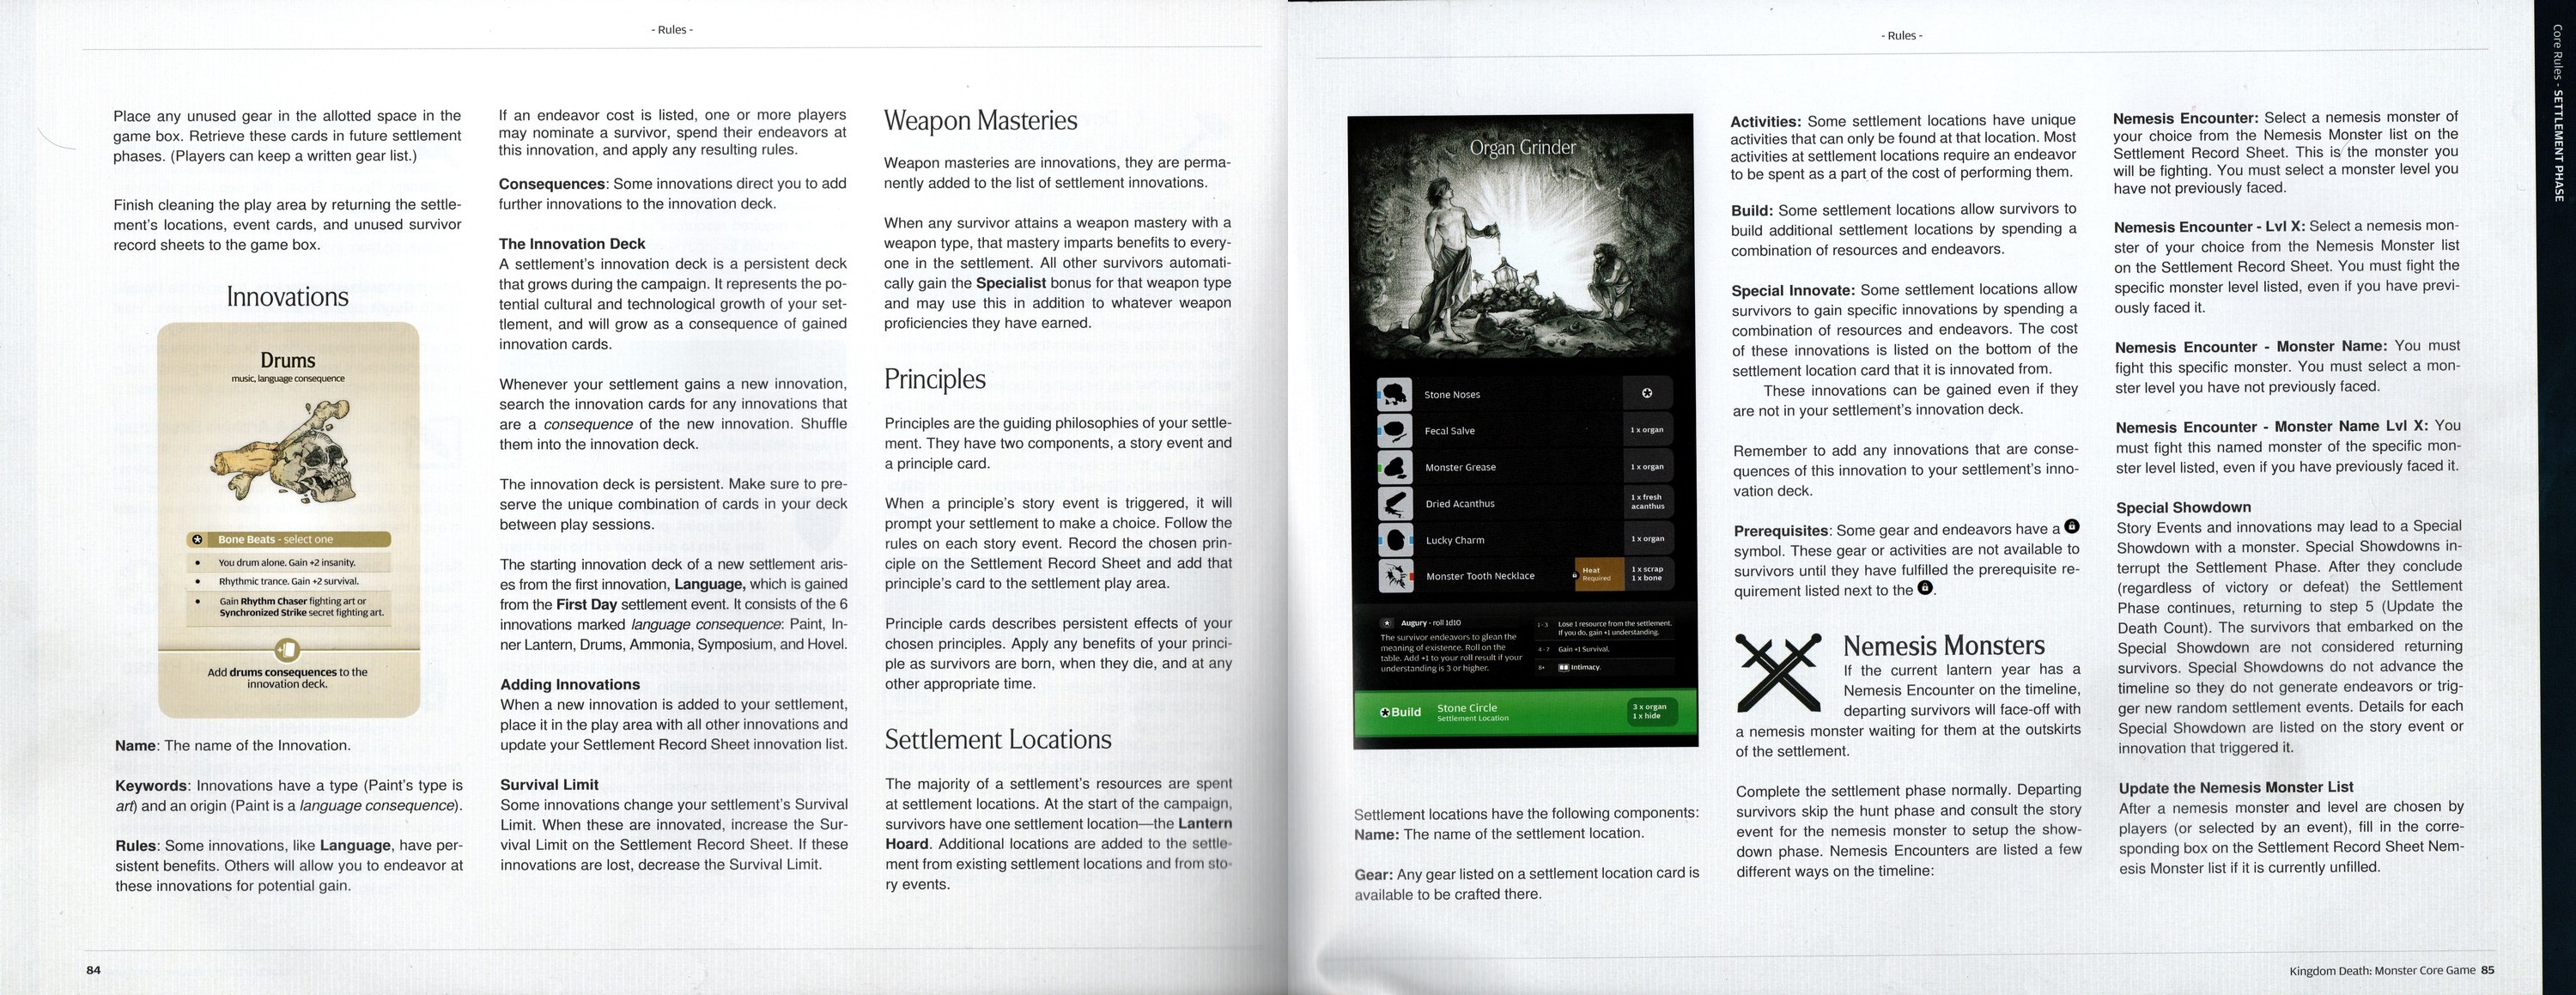 - Rules -
Place any unused gear in the allotted space in the
game box. Retrieve these cards in future settlement
phases. (Players can keep a written gear list.)
Finish cleaning the play area by returning the settle-
ment's locations, event cards, and unused survivor
record sheets to the game box.
Innovations
Drums
music, language consequence
Bone Beats - select one
• You drum alone. Gain +2 insanity.
• Rhythmic trance. Gain +2 survival.
• Gain Rhythm Chaser fighting art or
Synchronized Strike secret fighting art.
Add drums consequences to the
innovation deck.
Name: The name of the Innovation.
Keywords: Innovations have a type (Paint's type is
art) and an origin (Paint is a language consequence).
Rules: Some innovations, like Language, have per-
sistent benefits. Others will allow you to endeavor at
these innovations for potential gain.
If an endeavor cost is listed, one or more players
may nominate a survivor, spend their endeavors at
this innovation, and apply any resulting rules.
Consequences: Some innovations direct you to add
further innovations to the innovation deck.
The Innovation Deck
A settlement's innovation deck is a persistent deck
that grows during the campaign. It represents the po-
tential cultural and technological growth of your set-
tlement, and will grow as a consequence of gained
innovation cards.
Whenever your settlement gains a new innovation,
search the innovation cards for any innovations that
are a consequence of the new innovation. Shuffle
them into the innovation deck.
The innovation deck is persistent. Make sure to pre-
serve the unique combination of cards in your deck
between play sessions.
The starting innovation deck of a new settlement aris-
es from the first innovation, Language, which is gained
from the First Day settlement event. It consists of the 6
innovations marked language consequence: Paint, In-
ner Lantern, Drums, Ammonia, Symposium, and Hovel.
Adding Innovations
When a new innovation is added to your settlement,
place it in the play area with all other innovations and
update your Settlement Record Sheet innovation list.
Survival Limit
Some innovations change your settlement's Survival
Limit. When these are innovated, increase the Sur-
vival Limit on the Settlement Record Sheet. If these
innovations are lost, decrease the Survival Limit.
Weapon Masteries
Weapon masteries are innovations, they are perma-
nently added to the list of settlement innovations.
When any survivor attains a weapon mastery with a
weapon type, that mastery imparts benefits to every-
one in the settlement. All other survivors automati-
cally gain the Specialist bonus for that weapon type
and may use this in addition to whatever weapon
proficiencies they have earned.
Principles
Principles are the guiding philosophies of your settle-
ment. They have two components, a story event and
a principle card.
When a principle's story event is triggered, it will
prompt your settlement to make a choice. Follow the
rules on each story event. Record the chosen prin-
ciple on the Settlement Record Sheet and add that
principle's card to the settlement play area.
Principle cards describes persistent effects of your
chosen principles. Apply any benefits of your princi-
ple as survivors are born, when they die, and at any
other appropriate time.
Settlement Locations
The majority of a settlement's resources are spent
at settlement locations. At the start of the campaign,
survivors have one settlement location—the Lantern
Hoard. Additional locations are added to the settle-
ment from existing settlement locations and from sto-
ry events.
84
- Rules -
Organ Grinder
Stone Noses
Fecal Salve 1 x organ
Monster Grease 1 x organ
Dried Acanthus 1 x fresh
acanthus
Lucky Charm 1 x organ
Monster Tooth Necklace Heat
Required 1 x scrap
1 x bone
Augury - roll 1d10
The survivor endeavors to glean the
meaning of existence. Roll on the
table. Add +1 to your roll result if your
understanding is 3 or higher.
1-3 Lose 1 resource from the settlement.
If you do, gain +1 understanding.
4-7 Gain +1 Survival.
8+ Intimacy.
Build Stone Circle
Settlement Location
3 x organ
1 x hide
Settlement locations have the following components:
Name: The name of the settlement location.
Gear: Any gear listed on a settlement location card is
available to be crafted there.
Activities: Some settlement locations have unique
activities that can only be found at that location. Most
activities at settlement locations require an endeavor
to be spent as a part of the cost of performing them.
Build: Some settlement locations allow survivors to
build additional settlement locations by spending a
combination of resources and endeavors.
Special Innovate: Some settlement locations allow
survivors to gain specific innovations by spending a
combination of resources and endeavors. The cost
of these innovations is listed on the bottom of the
settlement location card that it is innovated from.
These innovations can be gained even if they
are not in your settlement's innovation deck.
Remember to add any innovations that are conse-
quences of this innovation to your settlement's inno-
vation deck.
Prerequisites: Some gear and endeavors have a
symbol. These gear or activities are not available to
survivors until they have fulfilled the prerequisite re-
quirement listed next to the .
Nemesis Monsters
If the current lantern year has a
Nemesis Encounter on the timeline,
departing survivors will face-off with
a nemesis monster waiting for them at the outskirts
of the settlement.
Complete the settlement phase normally. Departing
survivors skip the hunt phase and consult the story
event for the nemesis monster to setup the show-
down phase. Nemesis Encounters are listed a few
different ways on the timeline:
Nemesis Encounter: Select a nemesis monster of
your choice from the Nemesis Monster list on the
Settlement Record Sheet. This is the monster you
will be fighting. You must select a monster level you
have not previously faced.
Nemesis Encounter - Lvl X: Select a nemesis mon-
ster of your choice from the Nemesis Monster list
on the Settlement Record Sheet. You must fight the
specific monster level listed, even if you have previ-
ously faced it.
Nemesis Encounter - Monster Name: You must
fight this specific monster. You must select a mon-
ster level you have not previously faced.
Nemesis Encounter - Monster Name Lvl X: You
must fight this named monster of the specific mon-
ster level listed, even if you have previously faced it.
Special Showdown
Story Events and innovations may lead to a Special
Showdown with a monster. Special Showdowns in-
terrupt the Settlement Phase. After they conclude
(regardless of victory or defeat) the Settlement
Phase continues, returning to step 5 (Update the
Death Count). The survivors that embarked on the
Special Showdown are not considered returning
survivors. Special Showdowns do not advance the
timeline so they do not generate endeavors or trig-
ger new random settlement events. Details for each
Special Showdown are listed on the story event or
innovation that triggered it.
Update the Nemesis Monster List
After a nemesis monster and level are chosen by
players (or selected by an event), fill in the corre-
sponding box on the Settlement Record Sheet Nem-
esis Monster list if it is currently unfilled.
Kingdom Death: Monster Core Game 85
Core Rules - SETTLEMENT PHASE